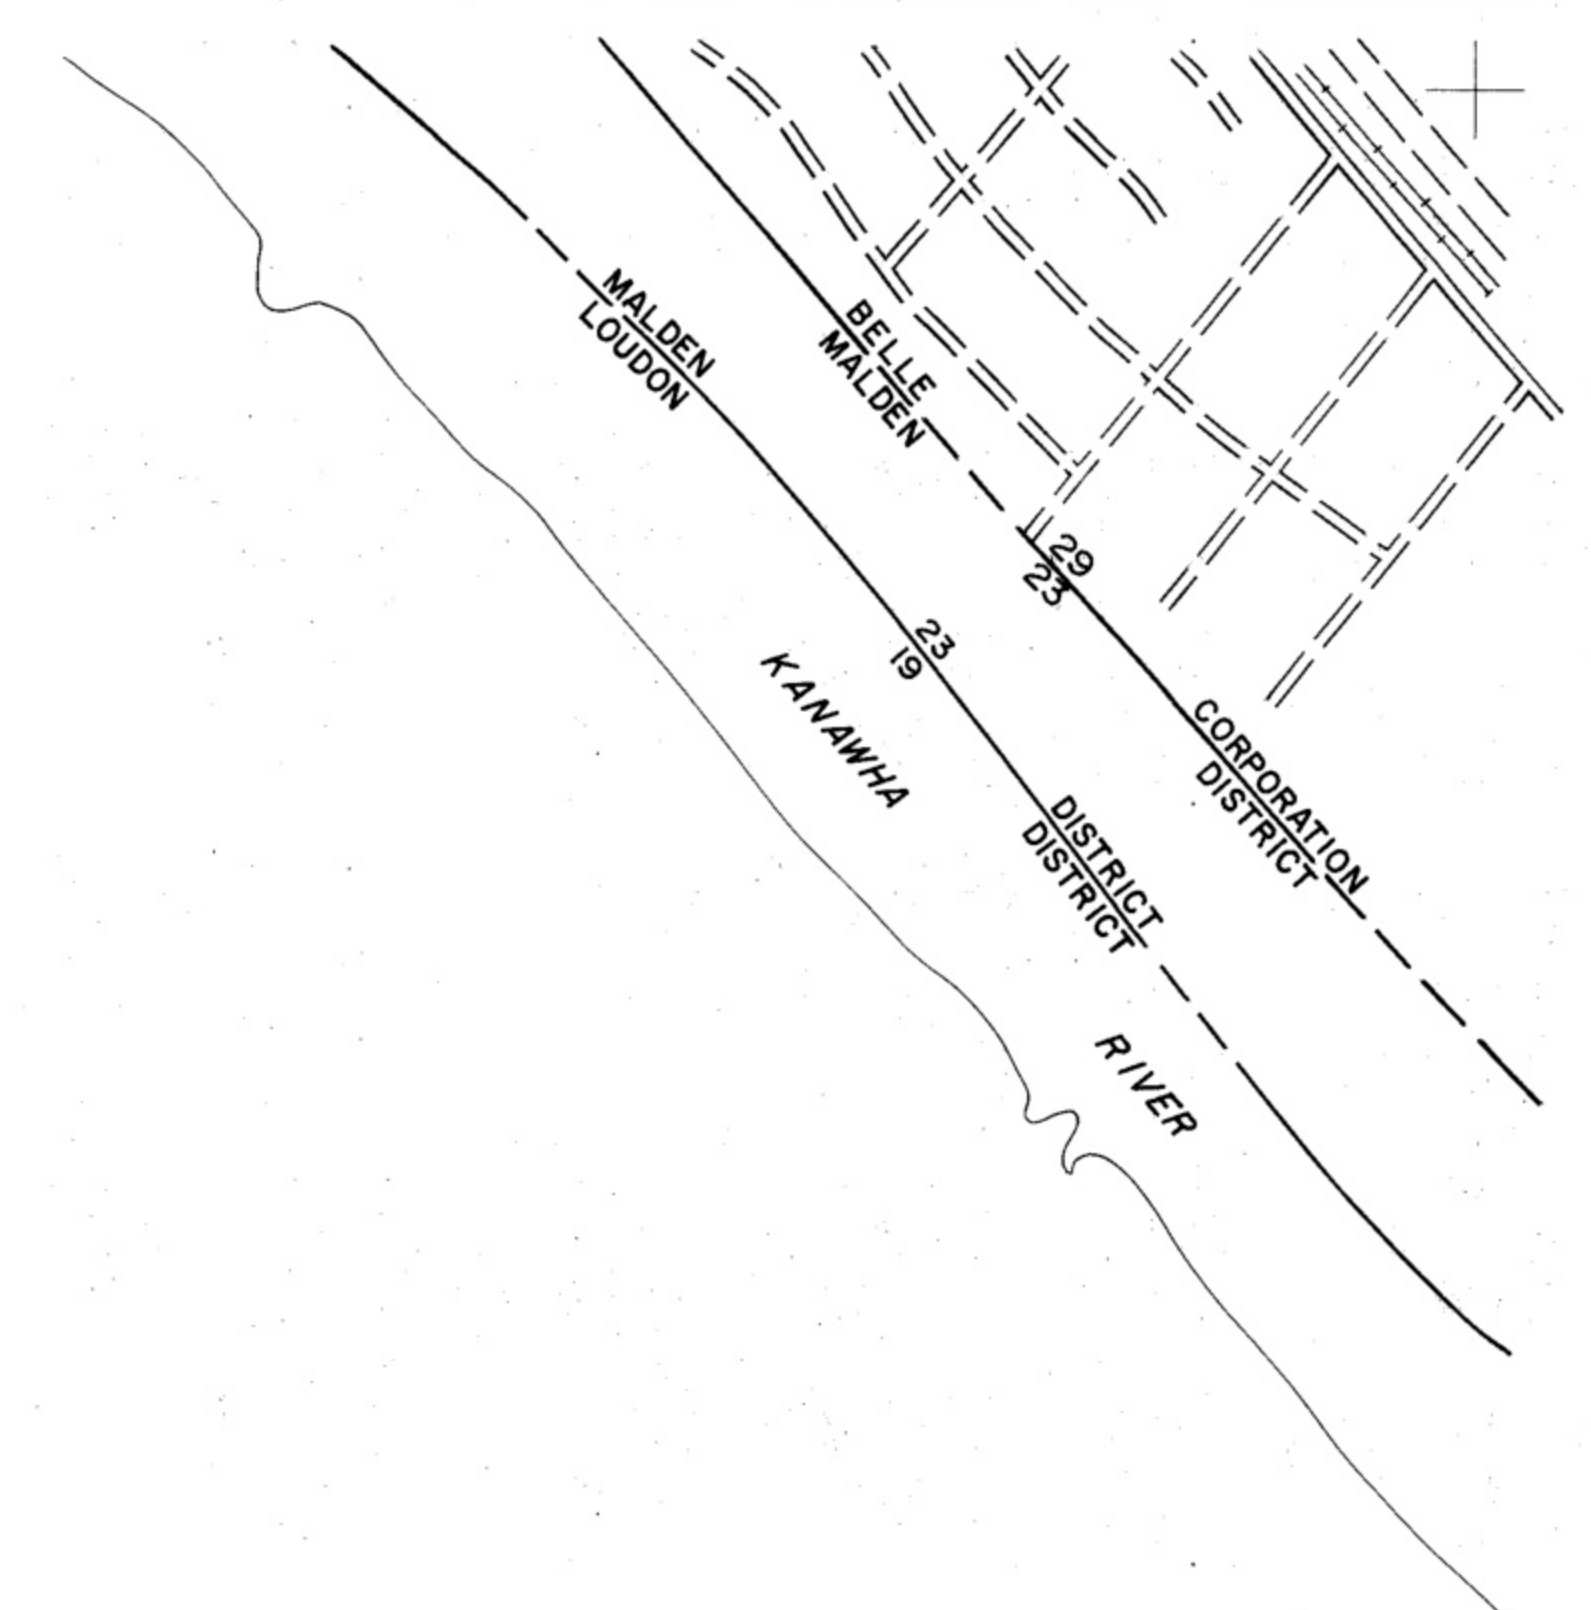 MALDEN
LOUDON
BELLE
MALDEN
29
23
23
19
KANAWHA
CORPORATION
DISTRICT
DISTRICT
DISTRICT
RIVER